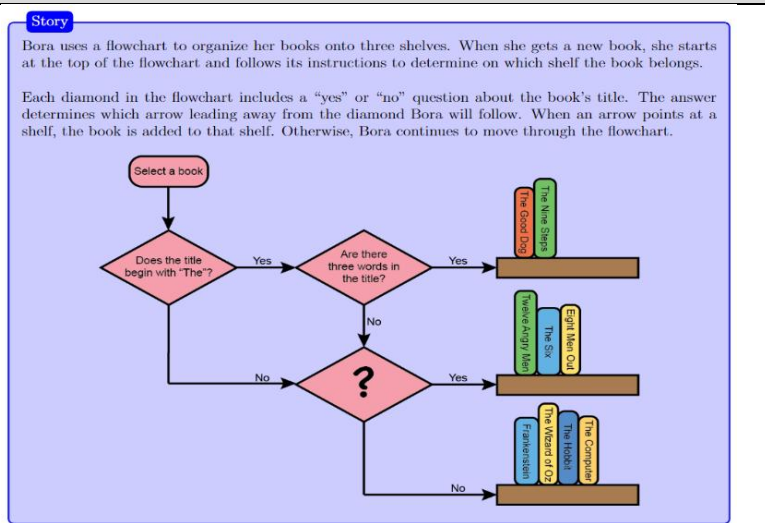 Story
Bora uses a flowchart to organize her books onto three shelves. When she gets a new book, she starts
at the top of the flowchart and follows its instructions to determine on which shelf the book belongs.
Each diamond in the flowchart includes a “yes” or “no” question about the book’s title. The answer
determines which arrow leading away from the diamond Bora will follow. When an arrow points at a
shelf, the book is added to that shelf. Otherwise, Bora continues to move through the flowchart.
Select a book
Does the title
begin with "The"?
Yes
Are there
three words in
the title?
Yes
The Good Dog
The Nine Steps
No
No
?
Yes
Twelve Angry Men
The Six
Eight Men Out
No
Frankenstein
The Wizard of Oz
The Hobbit
The Computer